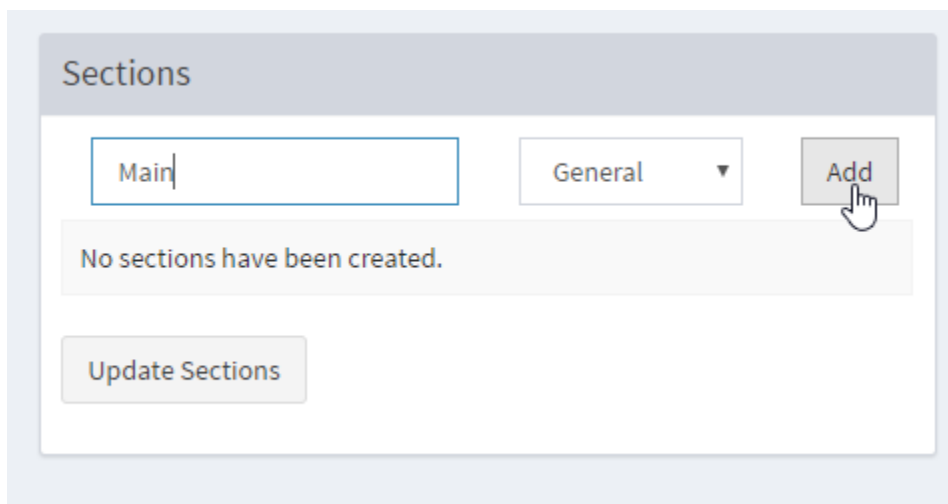 Sections
Main General Add
No sections have been created.
Update Sections